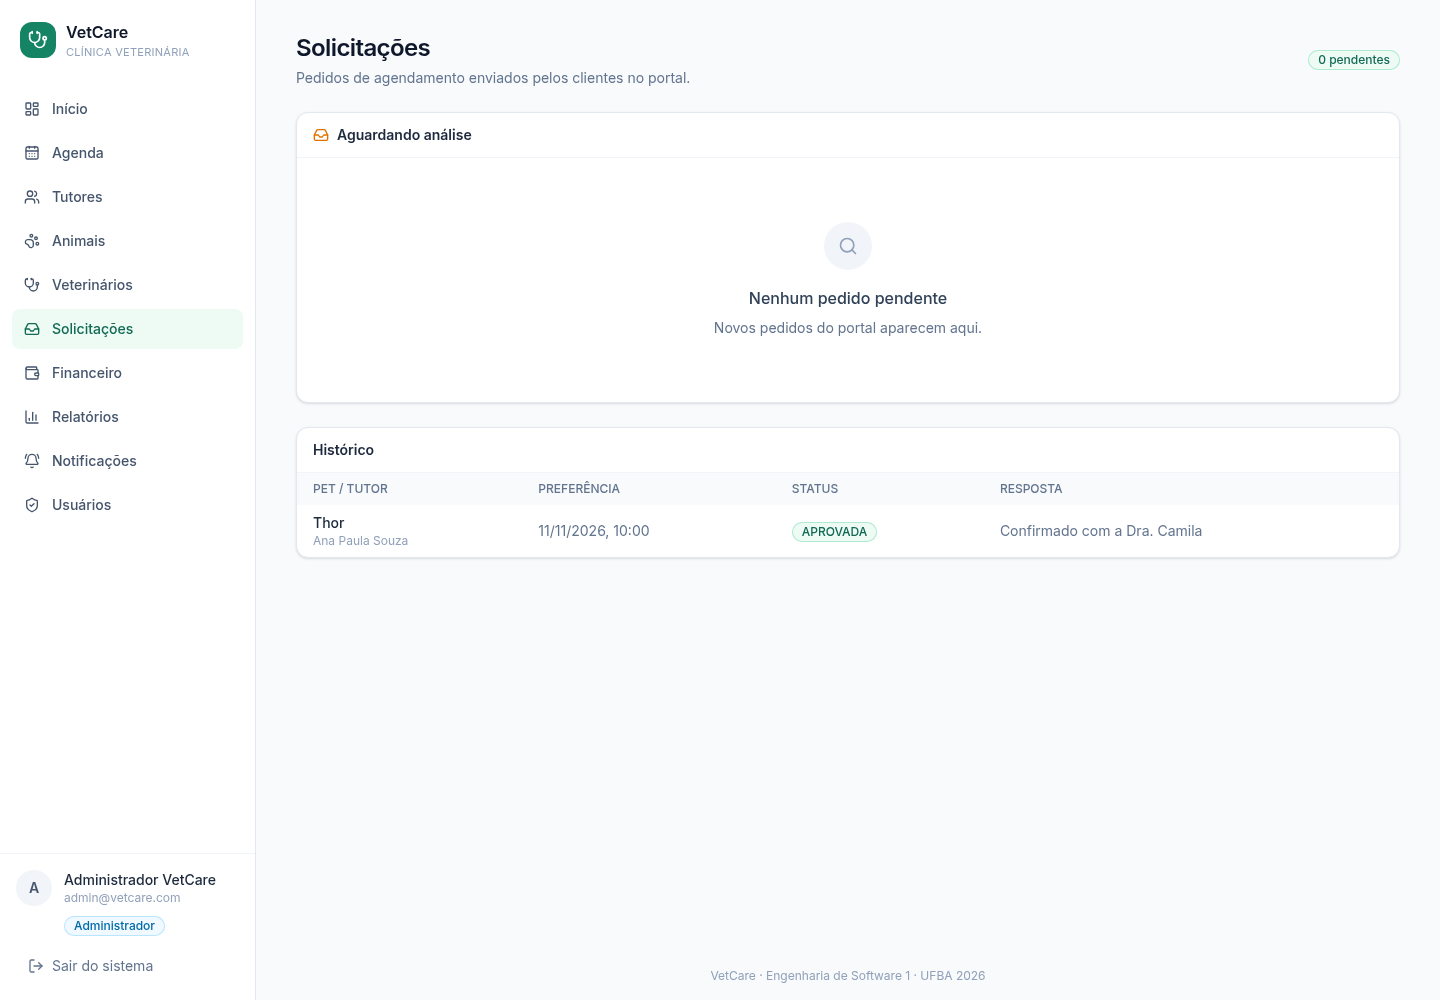 VetCare
CLÍNICA VETERINÁRIA
Início
Agenda
Tutores
Animais
Veterinários
Solicitações
Financeiro
Relatórios
Notificações
Usuários
A
Administrador VetCare
admin@vetcare.com
Administrador
Sair do sistema
Solicitações
Pedidos de agendamento enviados pelos clientes no portal.
0 pendentes
Aguardando análise
Nenhum pedido pendente
Novos pedidos do portal aparecem aqui.
Histórico
PET / TUTOR PREFERÊNCIA STATUS RESPOSTA
Thor
Ana Paula Souza
11/11/2026, 10:00 APROVADA Confirmado com a Dra. Camila
VetCare · Engenharia de Software 1 · UFBA 2026